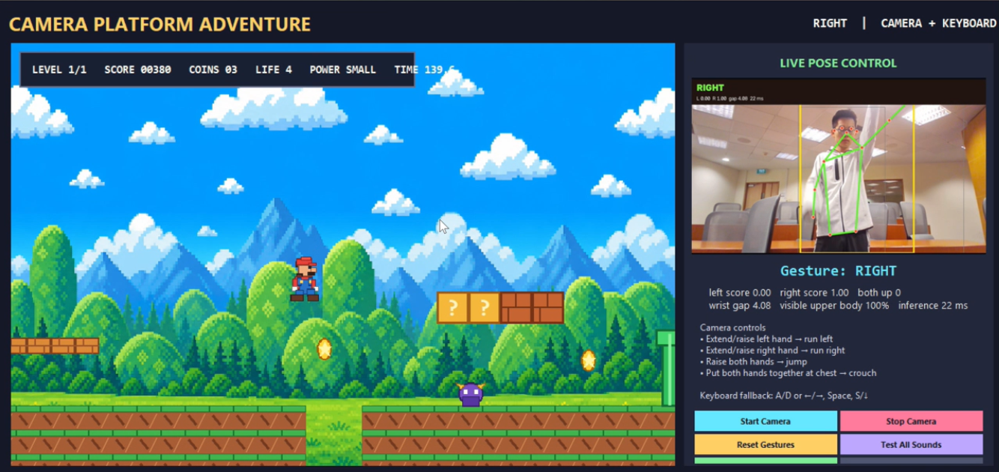 CAMERA PLATFORM ADVENTURE
RIGHT | CAMERA + KEYBOARD
LEVEL 1/1 SCORE 00380 COINS 03 LIFE 4 POWER SMALL TIME 139.6
? ?
LIVE POSE CONTROL
RIGHT
L 0.00 R 1.00 gap 4.08 22 ms
Gesture: RIGHT
left score 0.00 right score 1.00 both up 0
wrist gap 4.08 visible upper body 100% inference 22 ms
Camera controls
• Extend/raise left hand → run left
• Extend/raise right hand → run right
• Raise both hands → jump
• Put both hands together at chest → crouch
Keyboard fallback: A/D or ←/→, Space, S/↓
Start Camera
Stop Camera
Reset Gestures
Test All Sounds